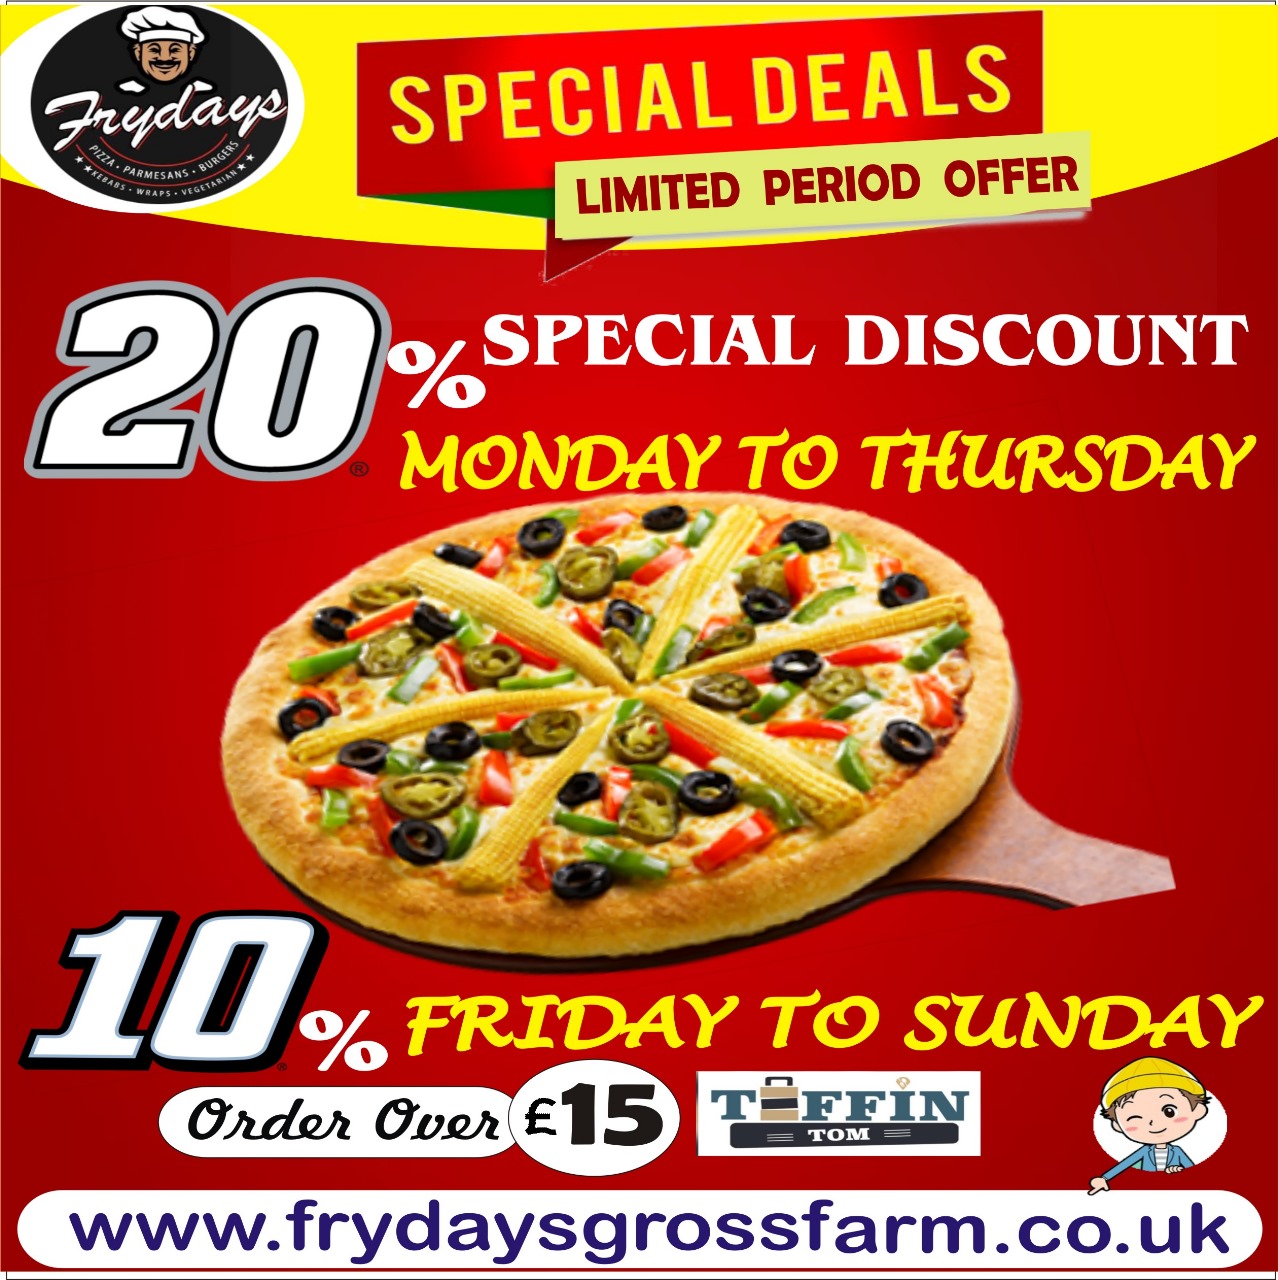 Frydays
PIZZA • PARMESANS • BURGERS
★★ KEBABS • WRAPS • VEGETARIAN ★★
SPECIAL DEALS
LIMITED PERIOD OFFER
20% SPECIAL DISCOUNT
®
MONDAY TO THURSDAY
10% FRIDAY TO SUNDAY
®
Order Over £15
TIFFIN
TOM
www.frydaysgrossfarm.co.uk